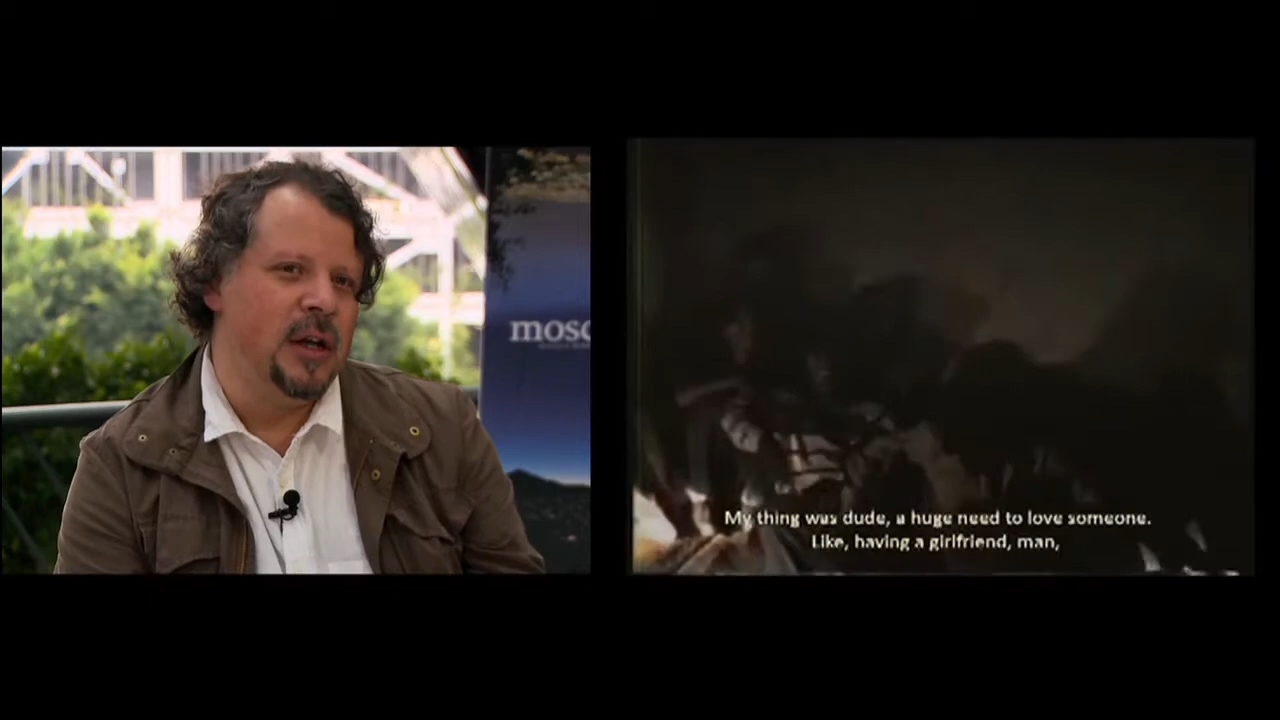 mosc
My thing was dude, a huge need to love someone.
Like, having a girlfriend, man,